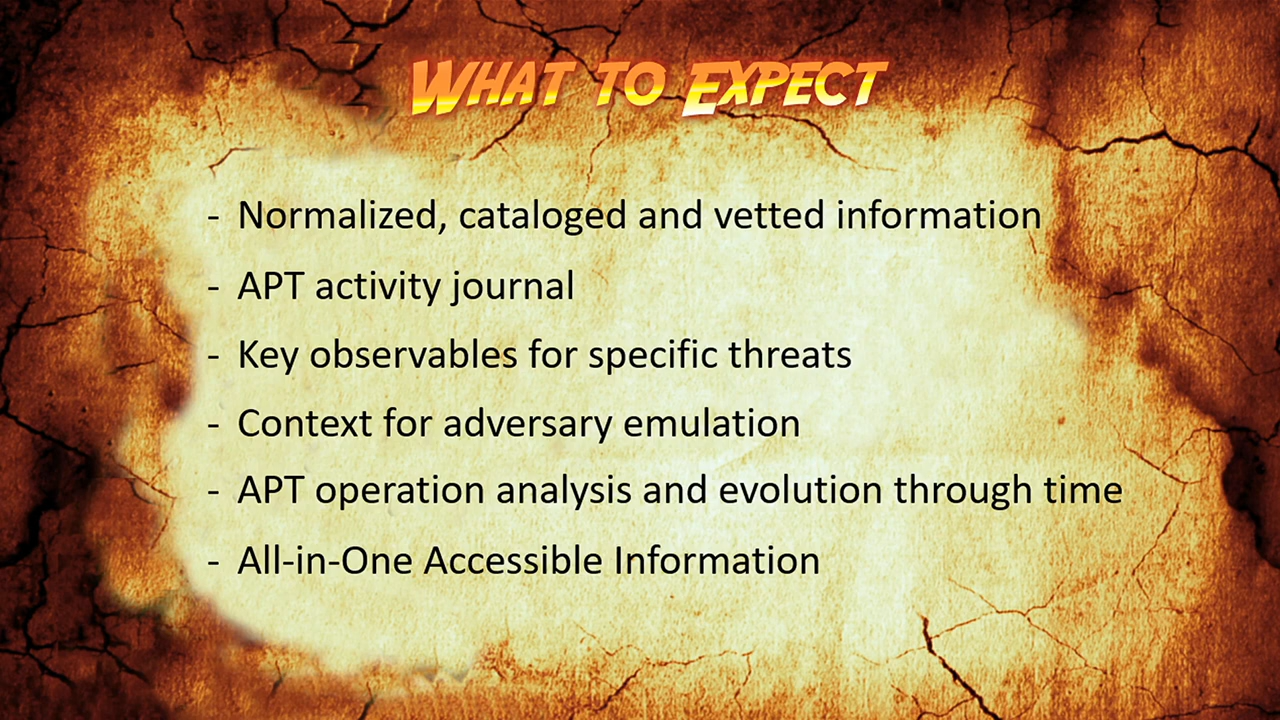 What to Expect
- Normalized, cataloged and vetted information
- APT activity journal
- Key observables for specific threats
- Context for adversary emulation
- APT operation analysis and evolution through time
- All-in-One Accessible Information